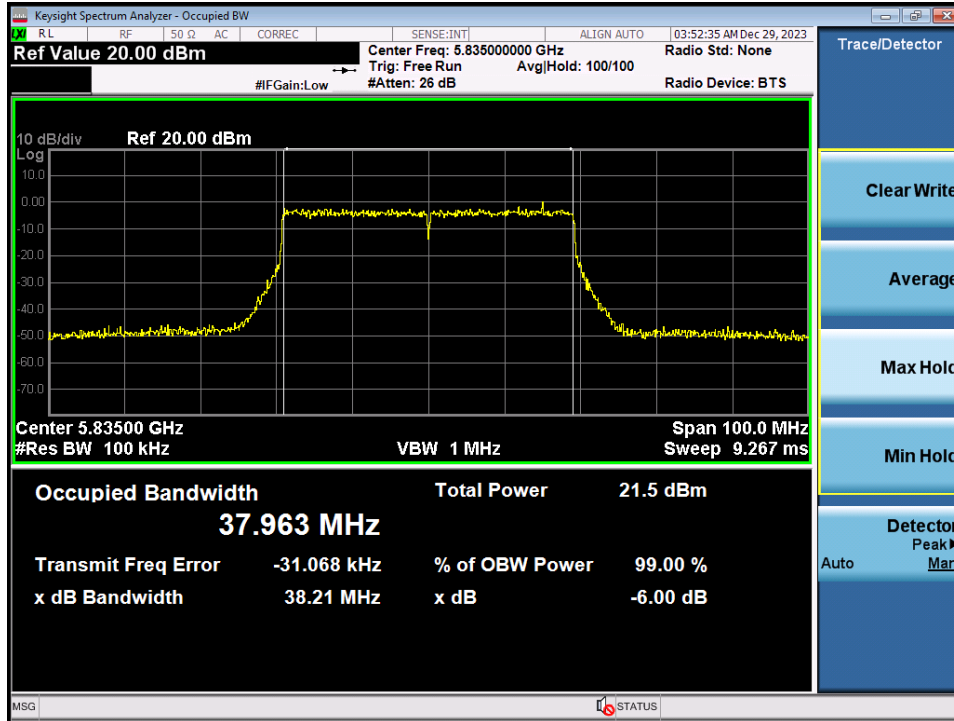 Keysight Spectrum Analyzer - Occupied BW
LXI RL RF 50 Ω AC CORREC SENSE:INT ALIGN AUTO 03:52:35 AM Dec 29, 2023
Ref Value 20.00 dBm
Center Freq: 5.835000000 GHz
Radio Std: None
Trig: Free Run Avg|Hold: 100/100
#IFGain:Low #Atten: 26 dB Radio Device: BTS
Trace/Detector
10 dB/div Ref 20.00 dBm
Log
10.0
0.00
-10.0
-20.0
-30.0
-40.0
-50.0
-60.0
-70.0
Center 5.83500 GHz Span 100.0 MHz
#Res BW 100 kHz VBW 1 MHz Sweep 9.267 ms
Occupied Bandwidth Total Power 21.5 dBm
37.963 MHz
Transmit Freq Error -31.068 kHz % of OBW Power 99.00 %
x dB Bandwidth 38.21 MHz x dB -6.00 dB
Clear Write
Average
Max Hold
Min Hold
Detector
Peak
Auto Man
MSG STATUS